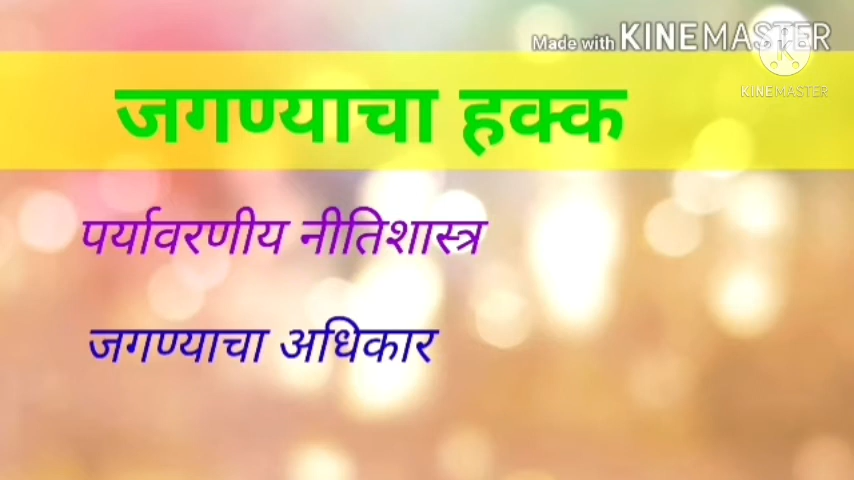 Made with KINEMASTER
KINEMASTER
जगण्याचा हक्क
पर्यावरणीय नीतिशास्त्र
जगण्याचा अधिकार